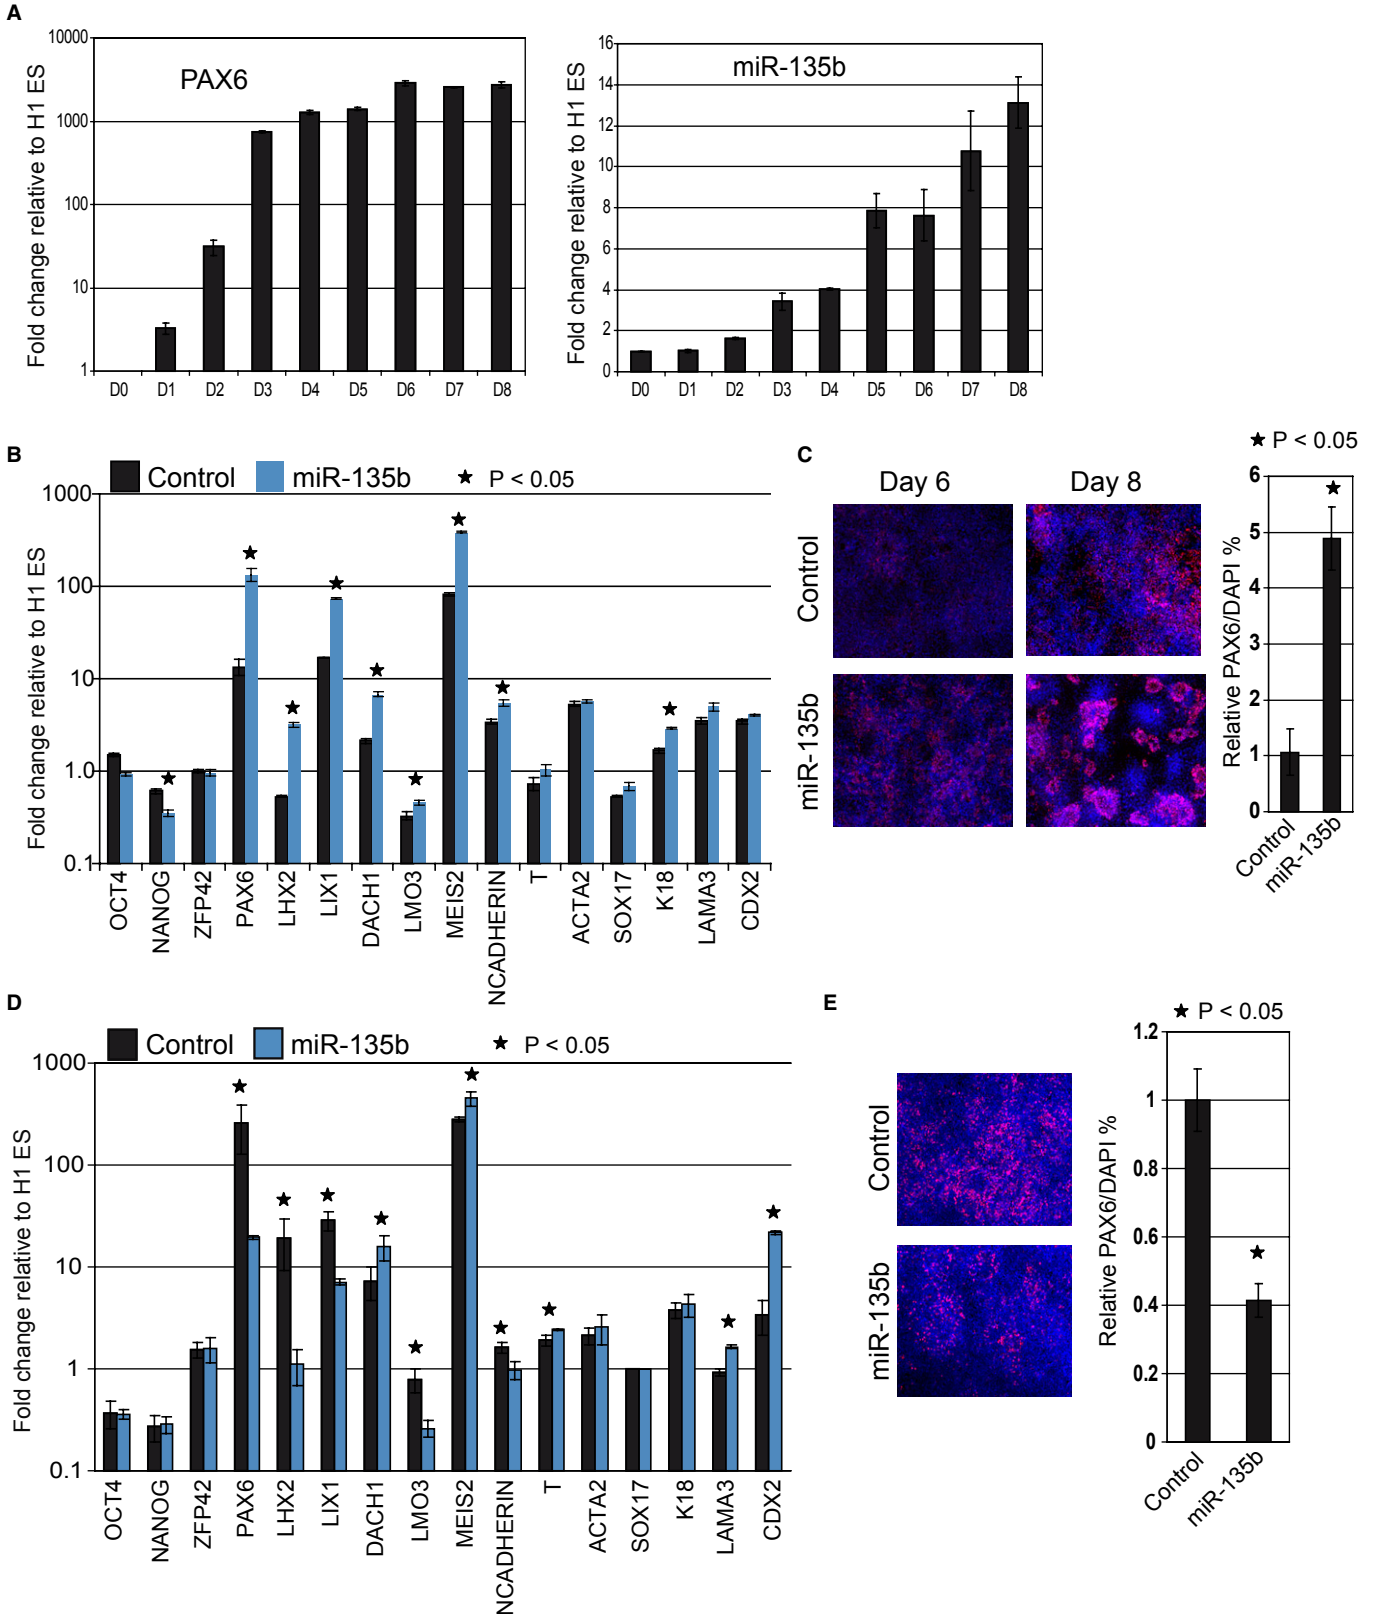 A
PAX6
Fold change relative to H1 ES
10000
1000
100
10
1
D0 D1 D2 D3 D4 D5 D6 D7 D8
miR-135b
Fold change relative to H1 ES
16
14
12
10
8
6
4
2
0
D0 D1 D2 D3 D4 D5 D6 D7 D8
B
Control miR-135b ★ P < 0.05
Fold change relative to H1 ES
1000
100
10
1.0
0.1
OCT4 NANOG ZFP42 PAX6 LHX2 LIX1 DACH1 LMO3 MEIS2 NCADHERIN T ACTA2 SOX17 K18 LAMA3 CDX2
C
Day 6 Day 8
Control
miR-135b
★ P < 0.05
Relative PAX6/DAPI %
6
5
4
3
2
1
0
Control miR-135b
D
Control miR-135b ★ P < 0.05
Fold change relative to H1 ES
1000
100
10
1
0.1
OCT4 NANOG ZFP42 PAX6 LHX2 LIX1 DACH1 LMO3 MEIS2 NCADHERIN T ACTA2 SOX17 K18 LAMA3 CDX2
E
Control
miR-135b
★ P < 0.05
Relative PAX6/DAPI %
1.2
1
0.8
0.6
0.4
0.2
0
Control miR-135b